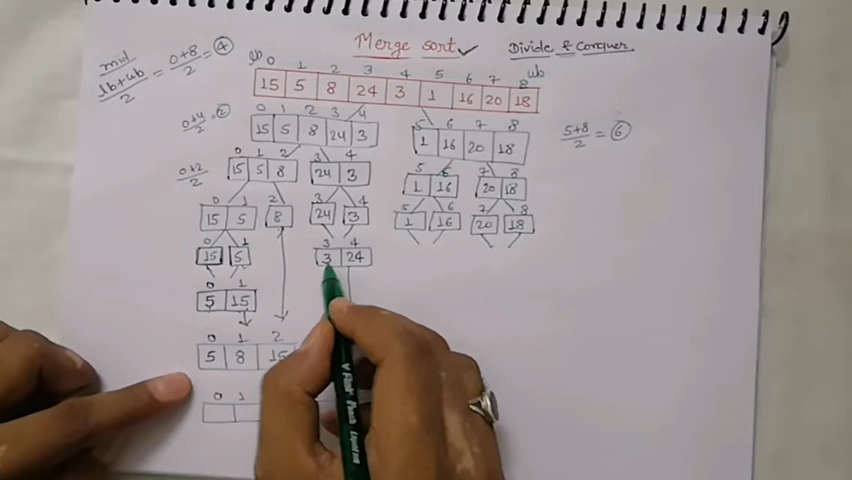 Merge sort ✓ Divide & Conquer
mid
lb+ub/2 = 0+8/2 = 4
lb 0 1 2 3 4 5 6 7 8 ub
15 5 8 24 3 1 16 20 18
0+4/2 = 2
0 1 2 3 4
15 5 8 24 3
5 6 7 8
1 16 20 18
5+8/2 = 6
0+2/2
0 1 2
15 5 8
3 4
24 3
5 6
1 16
7 8
20 18
0 1
15 5
2
8
3
24
4
3
5
1
6
16
7
20
8
18
0
15
1
5
3 4
3 24
0 1
5 15
0 1 2
5 8 15
0 1